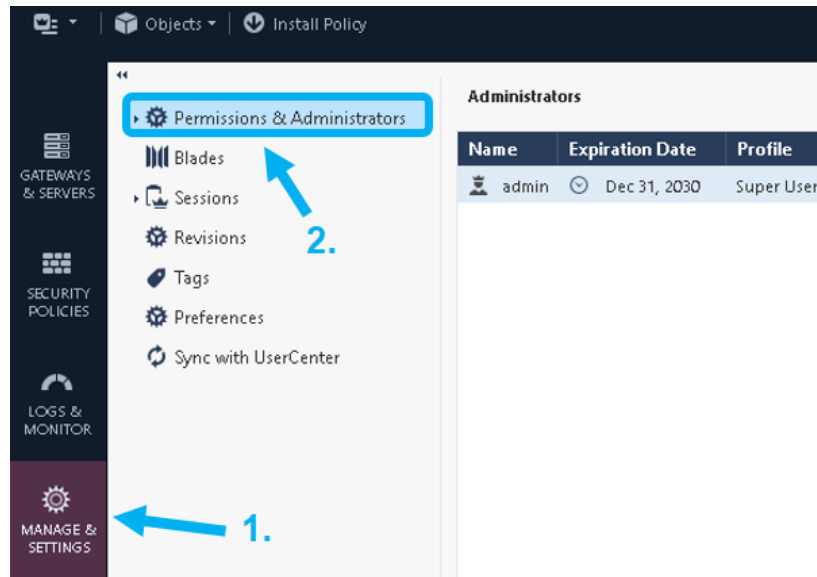 Objects Install Policy
GATEWAYS
& SERVERS
SECURITY
POLICIES
LOGS &
MONITOR
MANAGE &
SETTINGS
1.
Permissions & Administrators
Blades
Sessions
Revisions
2.
Tags
Preferences
Sync with UserCenter
Administrators
Name Expiration Date Profile
admin Dec 31, 2030 Super User